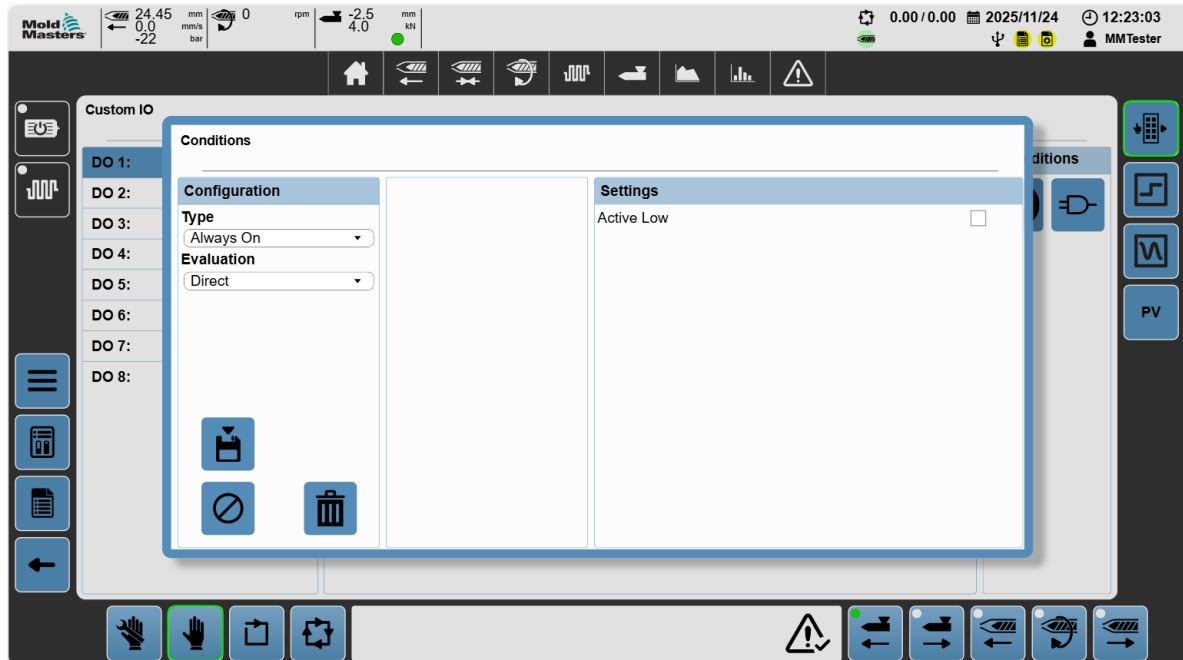 Mold Masters
24.45 mm
0.0 mm/s
-22 bar
0 rpm
-2.5 mm
4.0 kN
0.00 / 0.00
2025/11/24
12:23:03
MMTester
Custom IO
Conditions
ditions
DO 1:
DO 2:
DO 3:
DO 4:
DO 5:
DO 6:
DO 7:
DO 8:
Configuration
Type
Always On
Evaluation
Direct
Settings
Active Low
PV